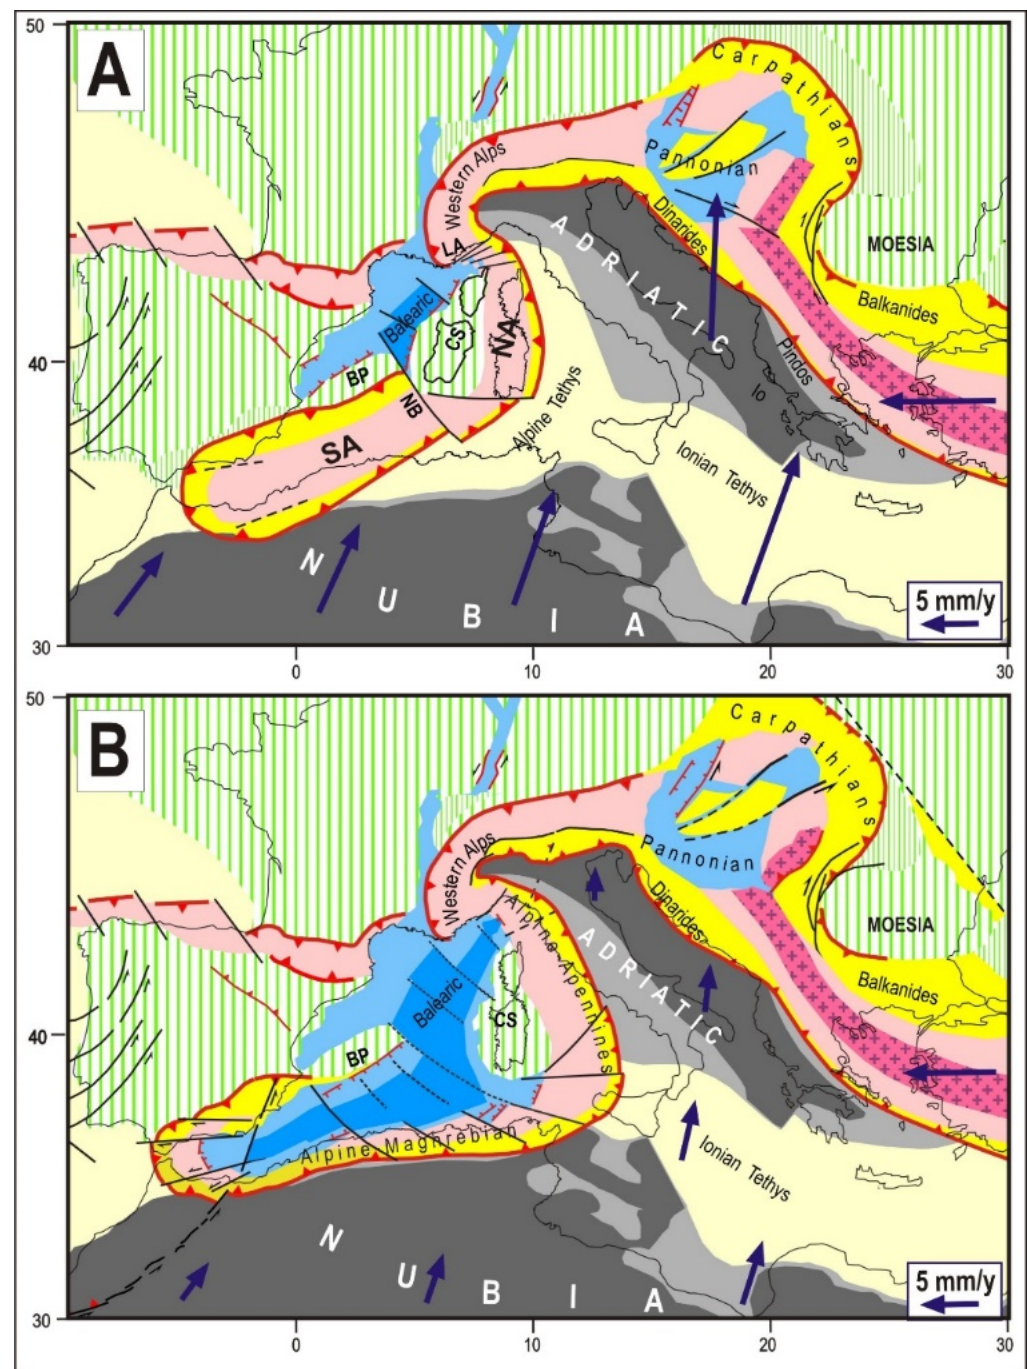 50
A
Carpathians
Western Alps
Pannonian
Dinarides
MOESIA
LA
ADRIATIC
Balkanides
Balearic
CS
NA
40
BP
Pindos
Io
NB
Alpine Tethys
SA
Ionian Tethys
NUBIA
5 mm/y
30
0
10
20
30
50
B
Carpathians
Western Alps
Pannonian
Dinarides
MOESIA
Alpine Apennines
ADRIATIC
Balkanides
Balearic
CS
40
BP
Alpine Maghrebian
Ionian Tethys
NUBIA
5 mm/y
30
0
10
20
30